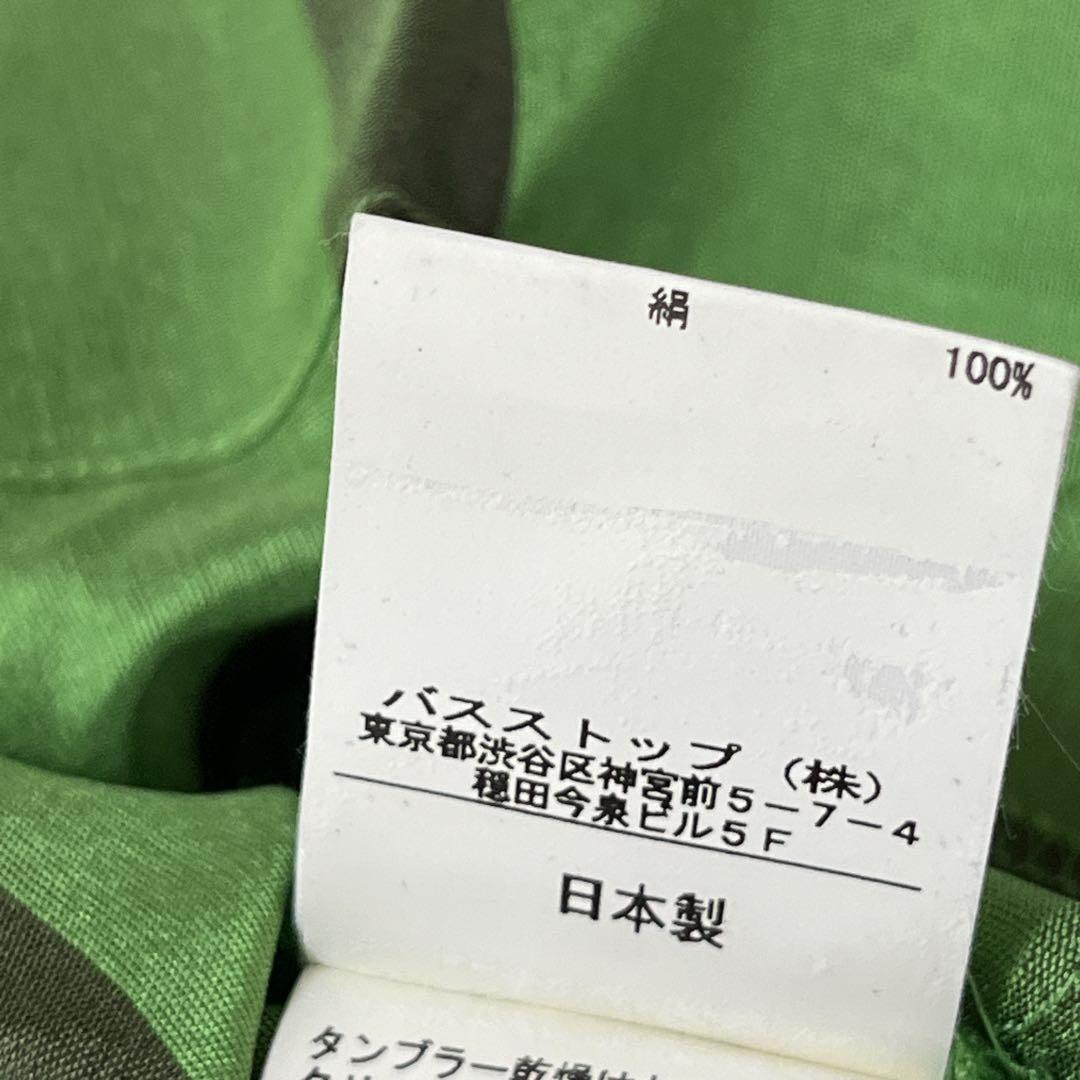 絹
100%
バスストップ（株）
東京都渋谷区神宮前５－７－４
穏田今泉ビル５Ｆ
日本製
タンブラー乾燥は